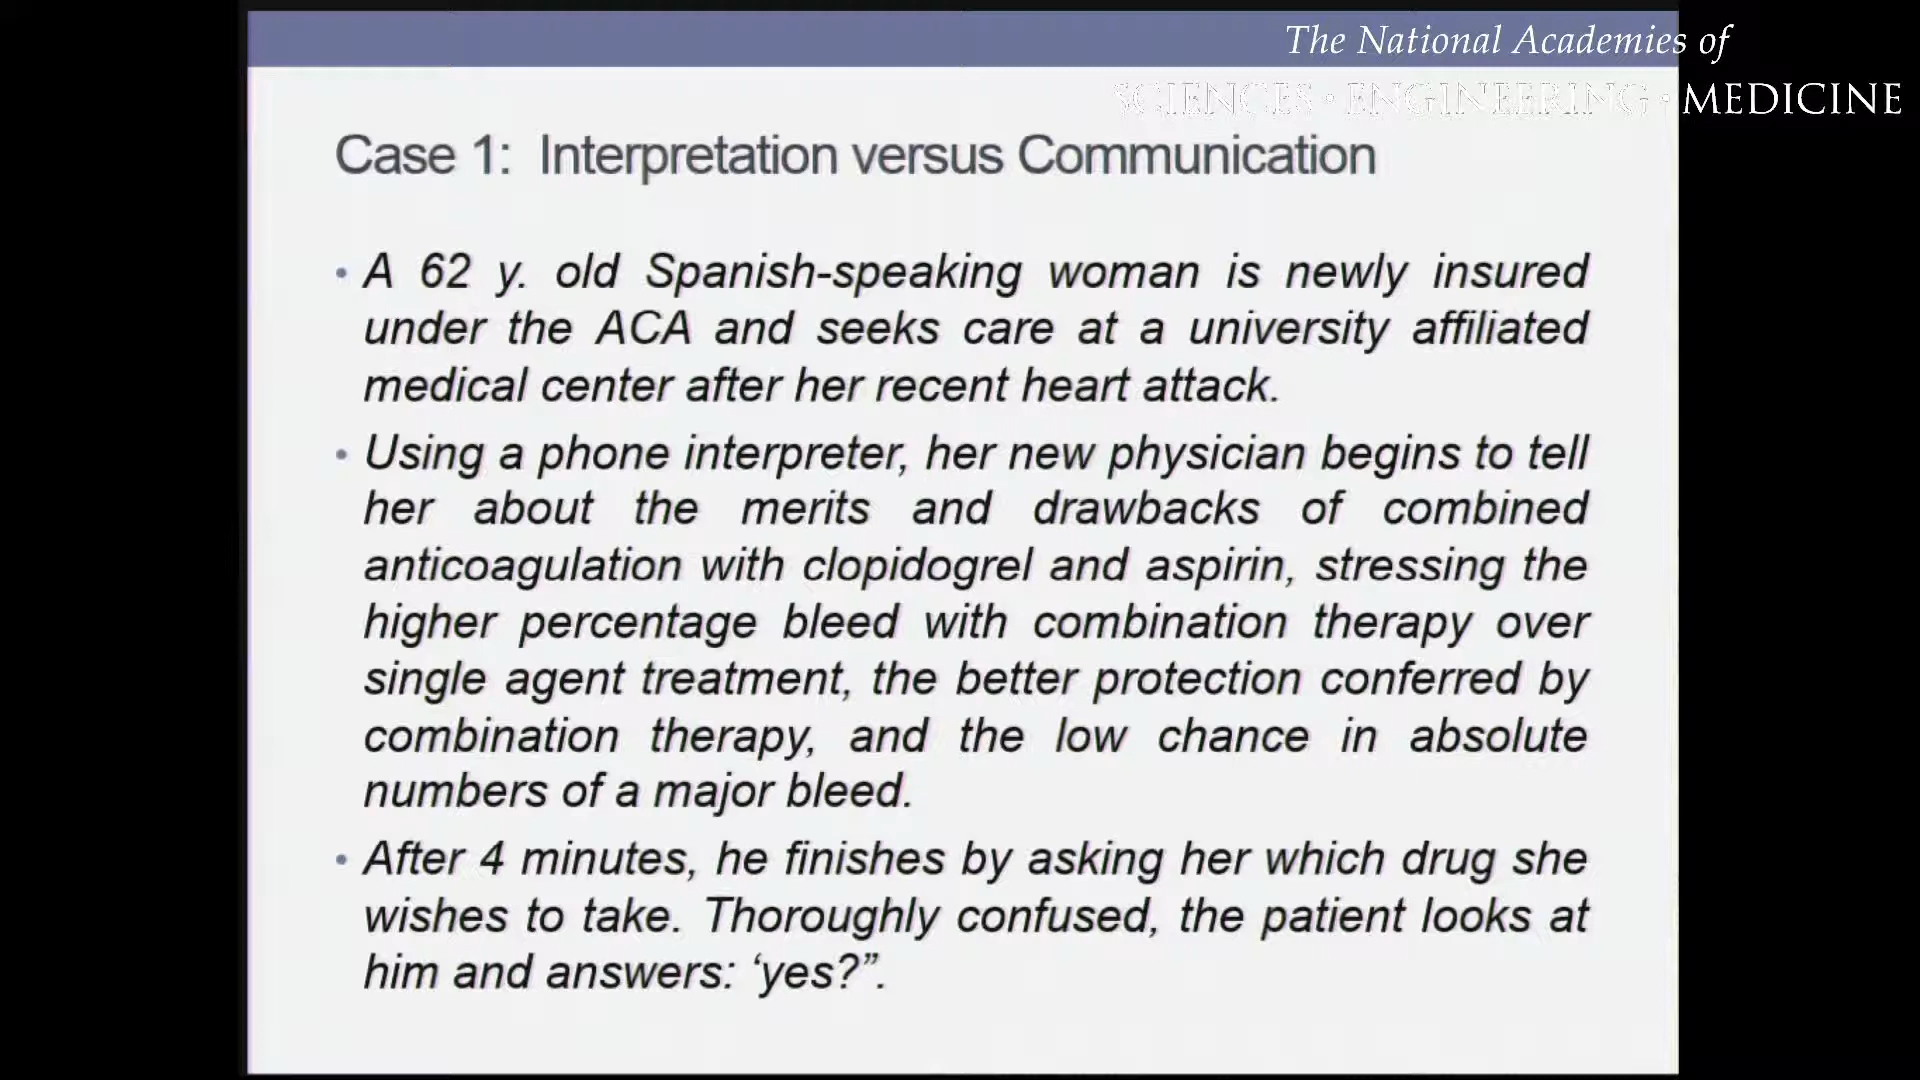 The National Academies of
SCIENCES · ENGINEERING · MEDICINE
Case 1: Interpretation versus Communication
• A 62 y. old Spanish-speaking woman is newly insured
under the ACA and seeks care at a university affiliated
medical center after her recent heart attack.
• Using a phone interpreter, her new physician begins to tell
her about the merits and drawbacks of combined
anticoagulation with clopidogrel and aspirin, stressing the
higher percentage bleed with combination therapy over
single agent treatment, the better protection conferred by
combination therapy, and the low chance in absolute
numbers of a major bleed.
• After 4 minutes, he finishes by asking her which drug she
wishes to take. Thoroughly confused, the patient looks at
him and answers: ‘yes?”.